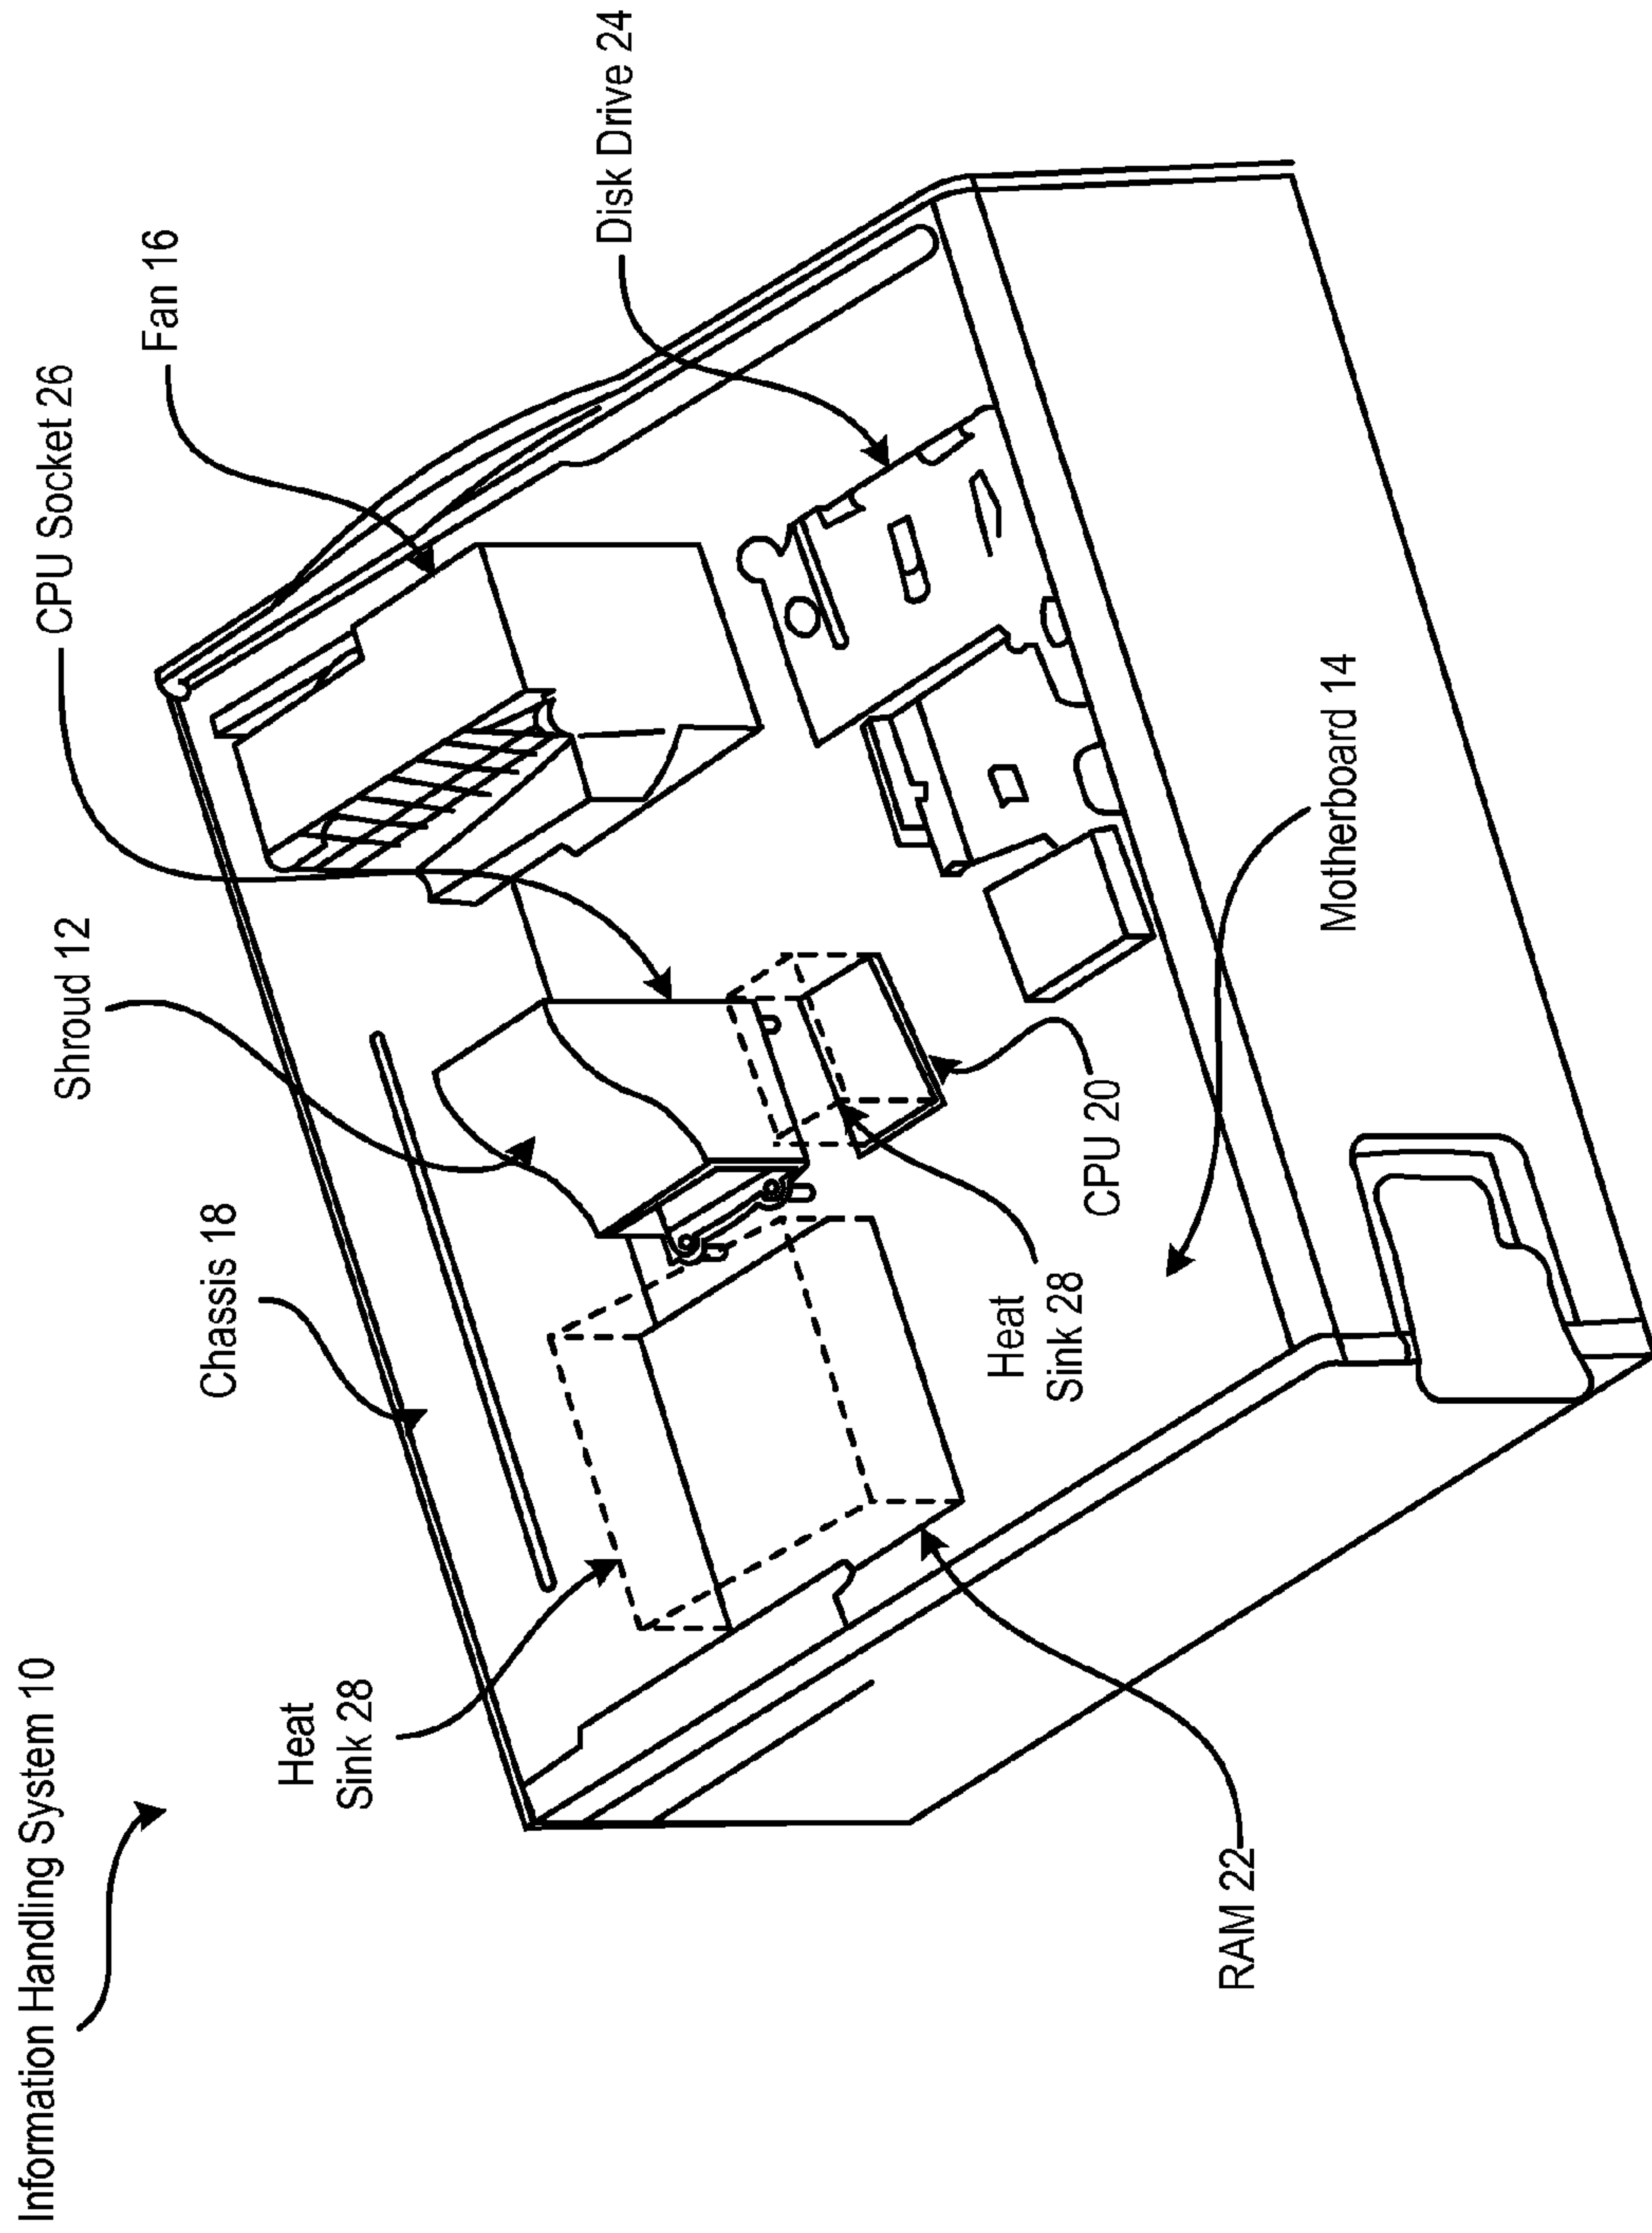 Information Handling System 10
Heat
Sink 28
Chassis 18
Shroud 12
CPU Socket 26
Fan 16
Disk Drive 24
RAM 22
Heat
Sink 28
CPU 20
Motherboard 14